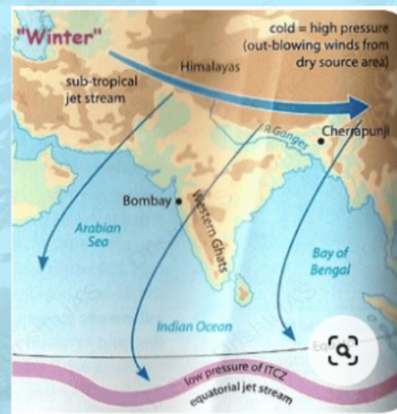 "Winter"
cold = high pressure
(out-blowing winds from
dry source area)
Himalayas
sub-tropical
jet stream
R Ganges
Cherrapunji
Bombay
Western Ghats
Arabian
Sea
Bay of
Bengal
Indian Ocean
low pressure of ITCZ
equatorial jet stream